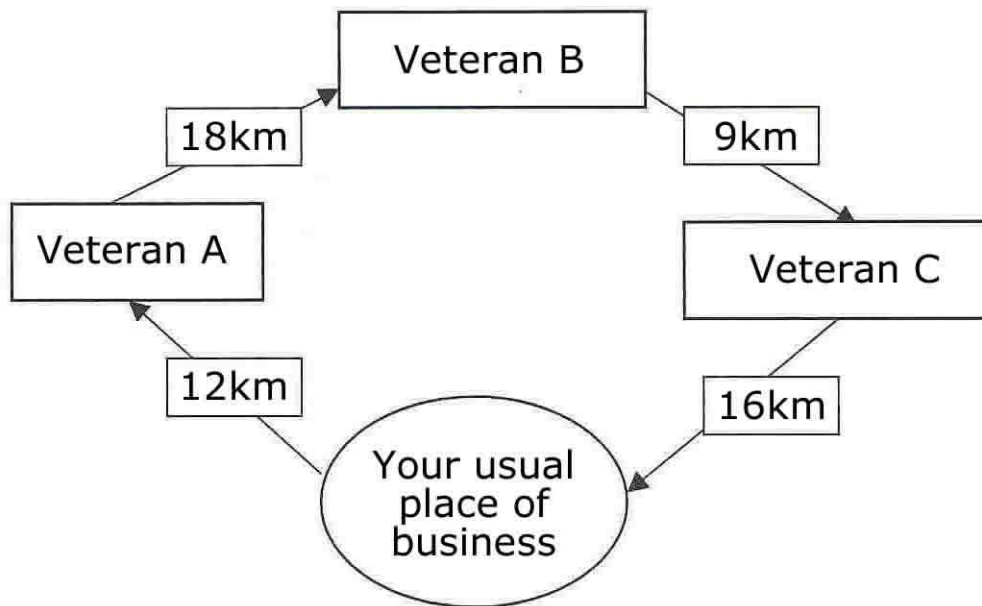 Veteran B
18km
9km
Veteran A
Veteran C
12km
16km
Your usual
place of
business